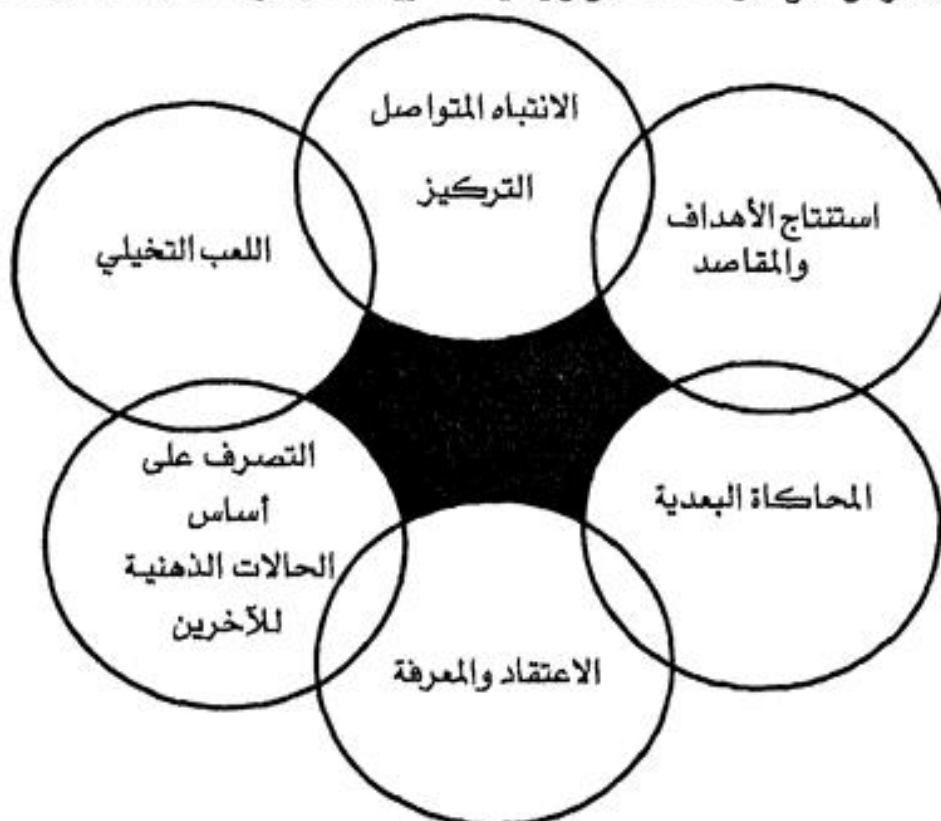 الانتباه المتواصل
التركيز
استنتاج الأهداف
والمقاصد
اللعب التخيلي
المحاكاة البعدية
التصرف على
أساس
الحالات الذهنية
للآخرين
الاعتقاد والمعرفة